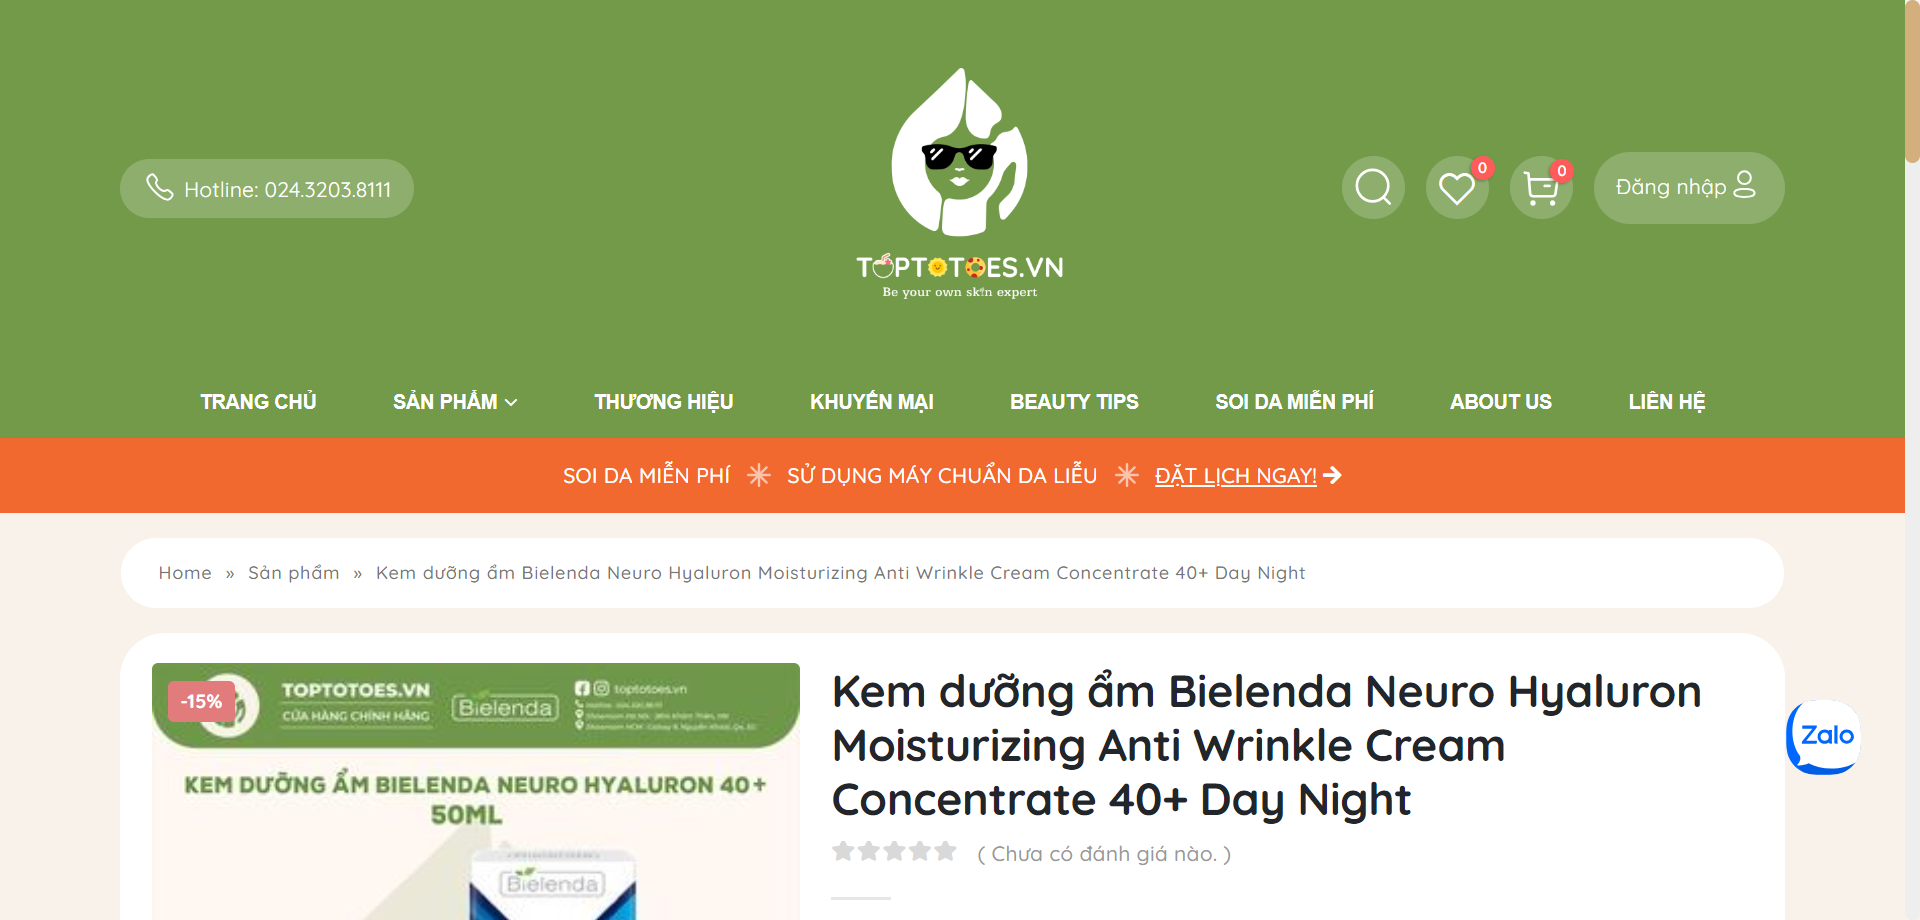 Hotline: 024.3203.8111
TOPTOTOES.VN
Be your own skin expert
0
0
Đăng nhập
TRANG CHỦ
SẢN PHẨM
THƯƠNG HIỆU
KHUYẾN MẠI
BEAUTY TIPS
SOI DA MIỄN PHÍ
ABOUT US
LIÊN HỆ
SOI DA MIỄN PHÍ
SỬ DỤNG MÁY CHUẨN DA LIỄU
ĐẶT LỊCH NGAY!
Home » Sản phẩm » Kem dưỡng ẩm Bielenda Neuro Hyaluron Moisturizing Anti Wrinkle Cream Concentrate 40+ Day Night
-15%
TOPTOTOES.VN
CỬA HÀNG CHÍNH HÃNG
Bielenda
toptotoes.vn
KEM DƯỠNG ẨM BIELENDA NEURO HYALURON 40+
50ML
Bielenda
Kem dưỡng ẩm Bielenda Neuro Hyaluron
Moisturizing Anti Wrinkle Cream
Concentrate 40+ Day Night
( Chưa có đánh giá nào. )
Zalo